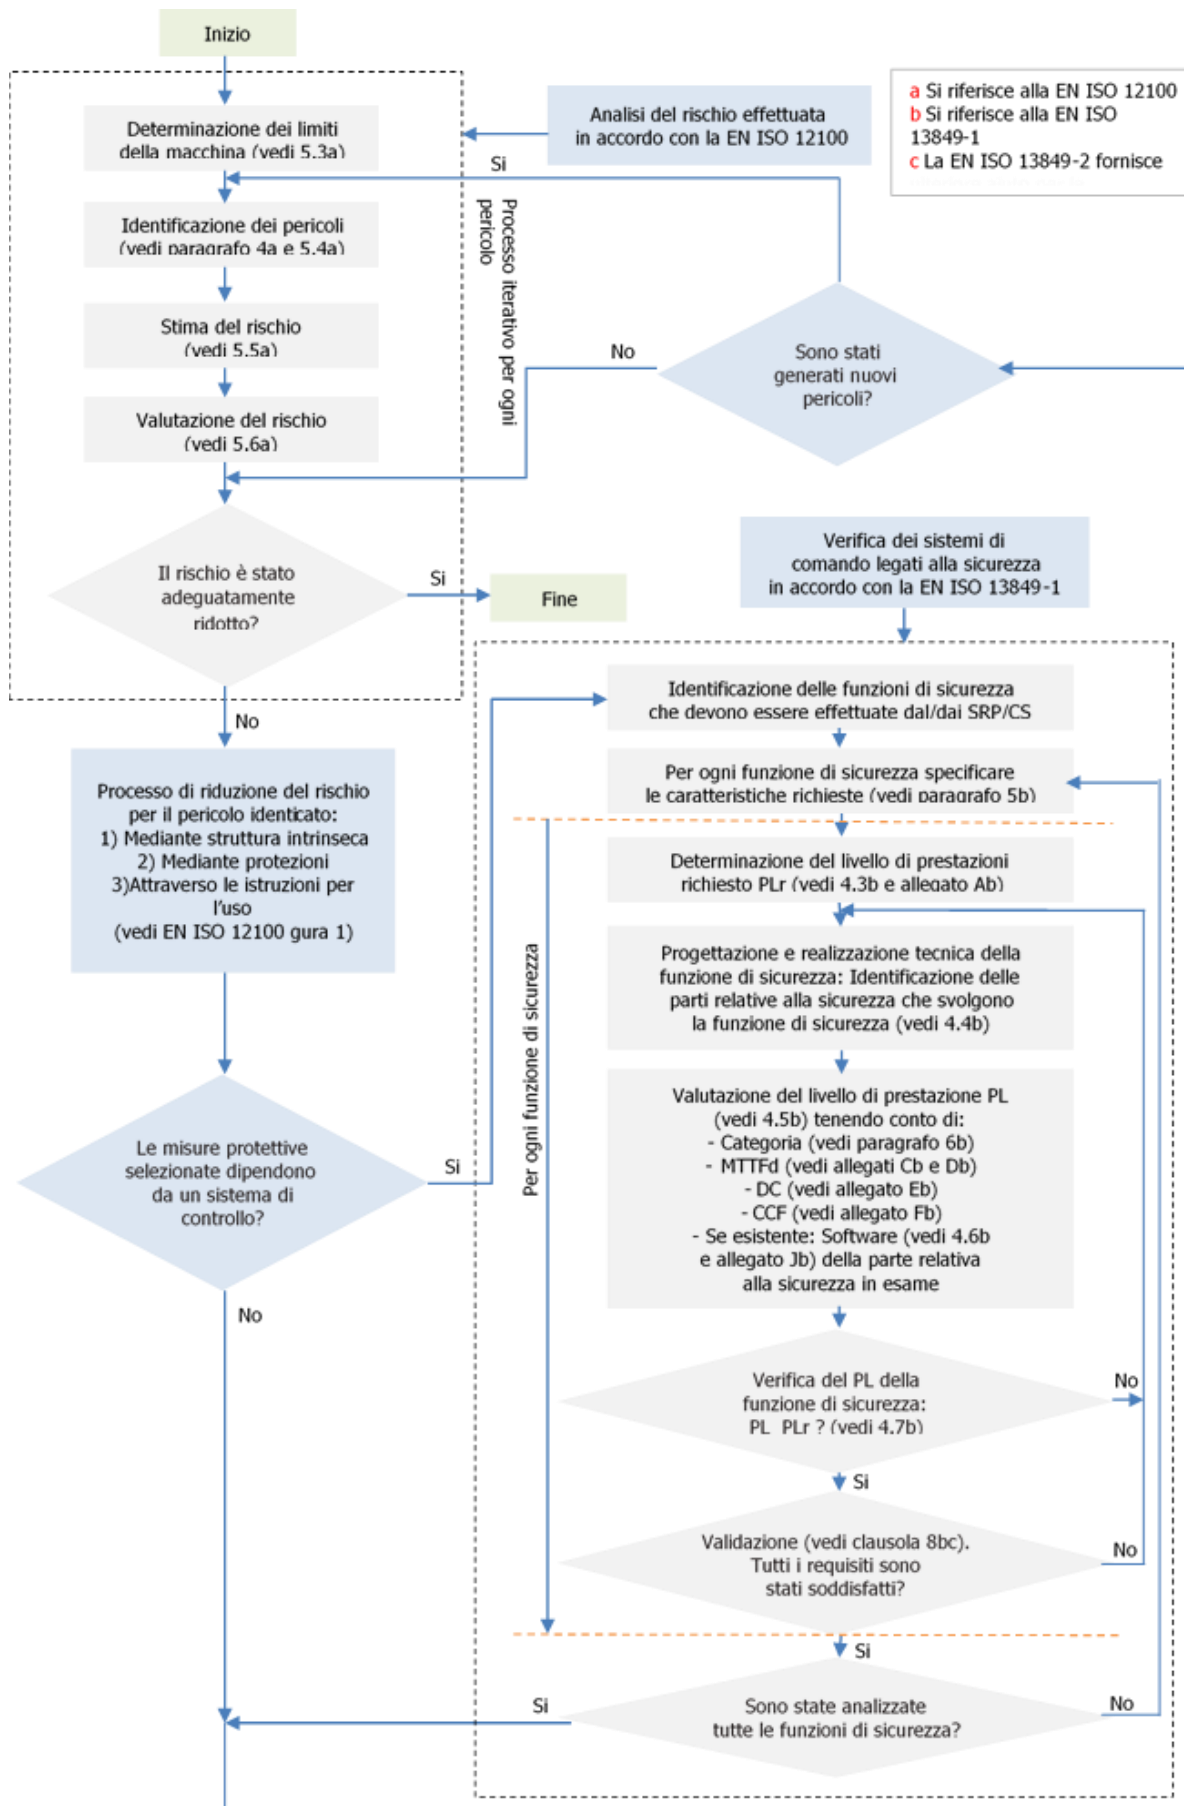 Inizio
a Si riferisce alla EN ISO 12100
b Si riferisce alla EN ISO
13849-1
c La EN ISO 13849-2 fornisce
Analisi del rischio effettuata
in accordo con la EN ISO 12100
Determinazione dei limiti
della macchina (vedi 5.3a)
Si
Identificazione dei pericoli
(vedi paragrafo 4a e 5.4a)
Processo iterativo per ogni
pericolo
Stima del rischio
(vedi 5.5a)
No
Sono stati
generati nuovi
pericoli?
Valutazione del rischio
(vedi 5.6a)
Il rischio è stato
adeguatamente
ridotto?
Si
Fine
Verifica dei sistemi di
comando legati alla sicurezza
in accordo con la EN ISO 13849-1
No
Identificazione delle funzioni di sicurezza
che devono essere effettuate dal/dai SRP/CS
Processo di riduzione del rischio
per il pericolo identicato:
1) Mediante struttura intrinseca
2) Mediante protezioni
3)Attraverso le istruzioni per
l'uso
(vedi EN ISO 12100 gura 1)
Per ogni funzione di sicurezza specificare
le caratteristiche richieste (vedi paragrafo 5b)
Determinazione del livello di prestazioni
richiesto PLr (vedi 4.3b e allegato Ab)
Per ogni funzione di sicurezza
Progettazione e realizzazione tecnica della
funzione di sicurezza: Identificazione delle
parti relative alla sicurezza che svolgono
la funzione di sicurezza (vedi 4.4b)
Le misure protettive
selezionate dipendono
da un sistema di
controllo?
Si
No
Valutazione del livello di prestazione PL
(vedi 4.5b) tenendo conto di:
- Categoria (vedi paragrafo 6b)
- MTTFd (vedi allegati Cb e Db)
- DC (vedi allegato Eb)
- CCF (vedi allegato Fb)
- Se esistente: Software (vedi 4.6b
e allegato Jb) della parte relativa
alla sicurezza in esame
Verifica del PL della
funzione di sicurezza:
PL PLr ? (vedi 4.7b)
No
Si
Validazione (vedi clausola 8bc).
Tutti i requisiti sono
stati soddisfatti?
No
Si
Sono state analizzate
tutte le funzioni di sicurezza?
Si
No